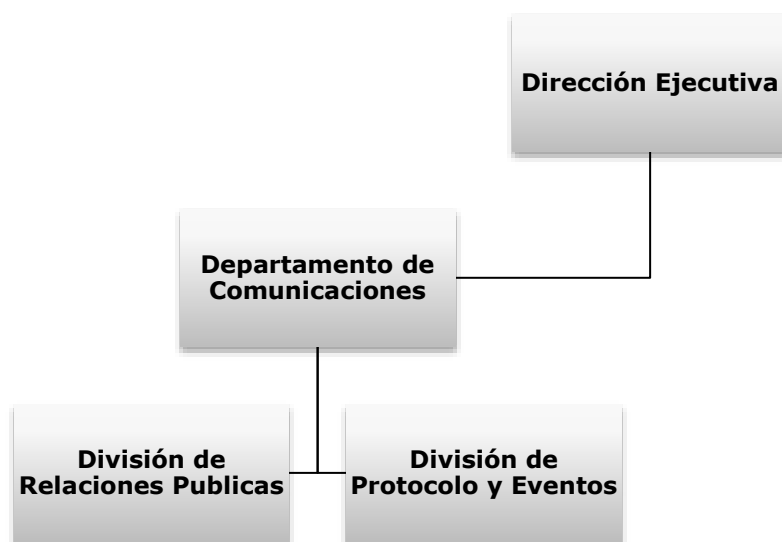 Dirección Ejecutiva
Departamento de
Comunicaciones
División de
Relaciones Publicas
División de
Protocolo y Eventos